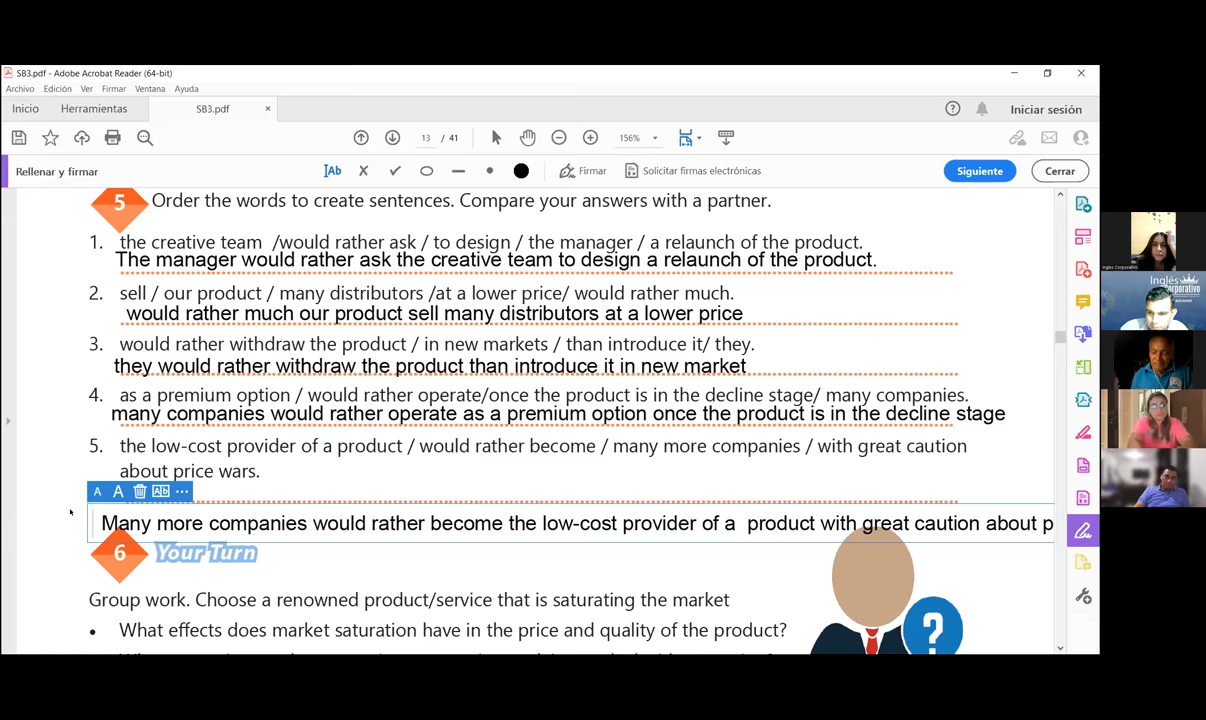 SB3.pdf - Adobe Acrobat Reader (64-bit)
Archivo Edición Ver Firmar Ventana Ayuda
Inicio Herramientas SB3.pdf × Iniciar sesión
13 / 41 156%
Rellenar y firmar Ab Firmar Solicitar firmas electrónicas Siguiente Cerrar
5 Order the words to create sentences. Compare your answers with a partner.
1. the creative team /would rather ask / to design / the manager / a relaunch of the product.
The manager would rather ask the creative team to design a relaunch of the product.
2. sell / our product / many distributors /at a lower price/ would rather much.
would rather much our product sell many distributors at a lower price
3. would rather withdraw the product / in new markets / than introduce it/ they.
they would rather withdraw the product than introduce it in new market
4. as a premium option / would rather operate/once the product is in the decline stage/ many companies.
many companies would rather operate as a premium option once the product is in the decline stage
5. the low-cost provider of a product / would rather become / many more companies / with great caution
about price wars.
A A Ab
Many more companies would rather become the low-cost provider of a product with great caution about p
6 Your Turn
Group work. Choose a renowned product/service that is saturating the market
• What effects does market saturation have in the price and quality of the product?
?
Inglés Corporativo
Inglés
Corporativo